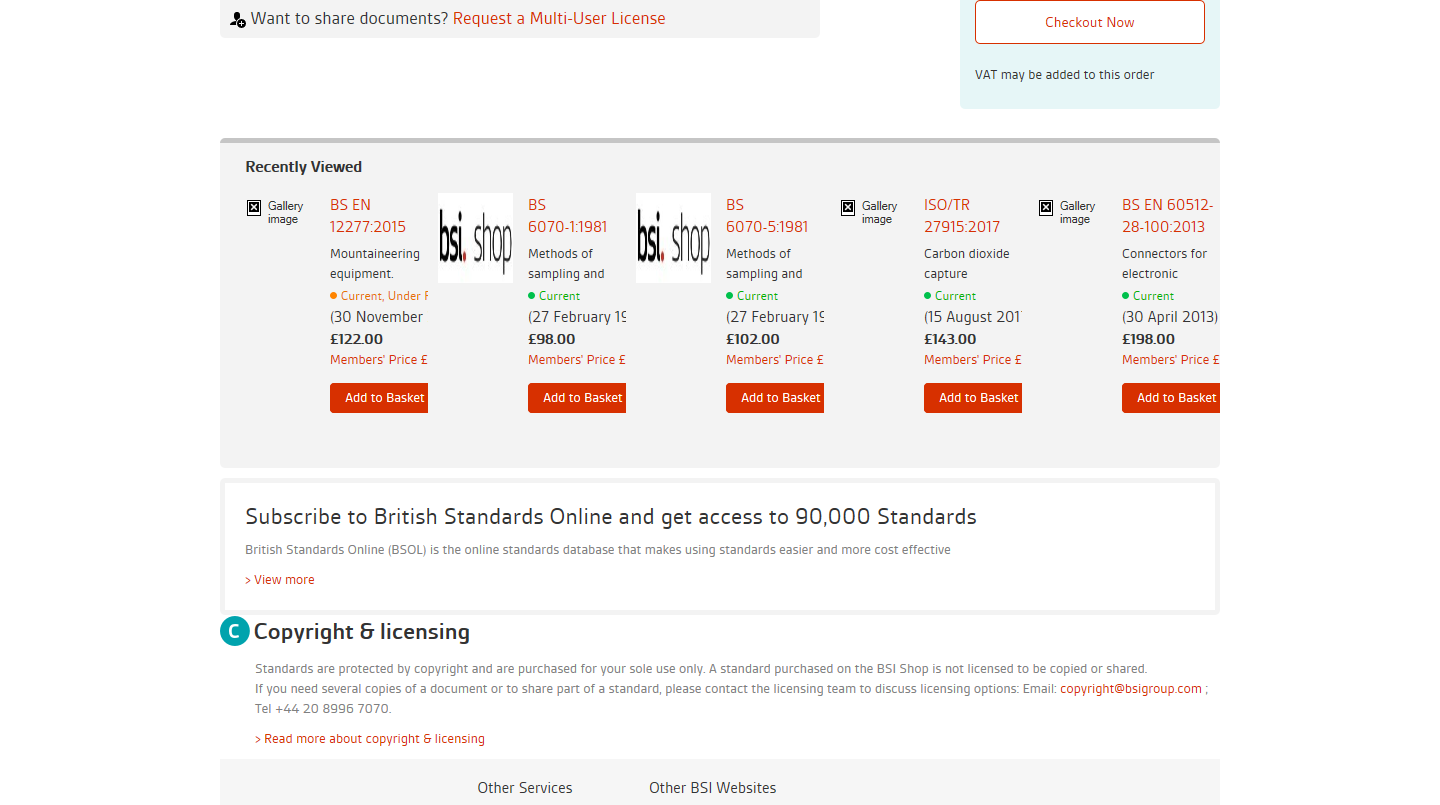 Want to share documents? Request a Multi-User License
Checkout Now
VAT may be added to this order
Recently Viewed
Gallery image
BS EN
12277:2015
Mountaineering
equipment.
Current, Under
(30 November
£122.00
Members' Price £
Add to Basket
bsi. shop
BS
6070-1:1981
Methods of
sampling and
Current
(27 February 19
£98.00
Members' Price £
Add to Basket
bsi. shop
BS
6070-5:1981
Methods of
sampling and
Current
(27 February 19
£102.00
Members' Price £
Add to Basket
Gallery image
ISO/TR
27915:2017
Carbon dioxide
capture
Current
(15 August 201
£143.00
Members' Price £
Add to Basket
Gallery image
BS EN 60512-
28-100:2013
Connectors for
electronic
Current
(30 April 2013)
£198.00
Members' Price £
Add to Basket
Subscribe to British Standards Online and get access to 90,000 Standards
British Standards Online (BSOL) is the online standards database that makes using standards easier and more cost effective
> View more
C Copyright & licensing
Standards are protected by copyright and are purchased for your sole use only. A standard purchased on the BSI Shop is not licensed to be copied or shared.
If you need several copies of a document or to share part of a standard, please contact the licensing team to discuss licensing options: Email: copyright@bsigroup.com ;
Tel +44 20 8996 7070.
> Read more about copyright & licensing
Other Services
Other BSI Websites